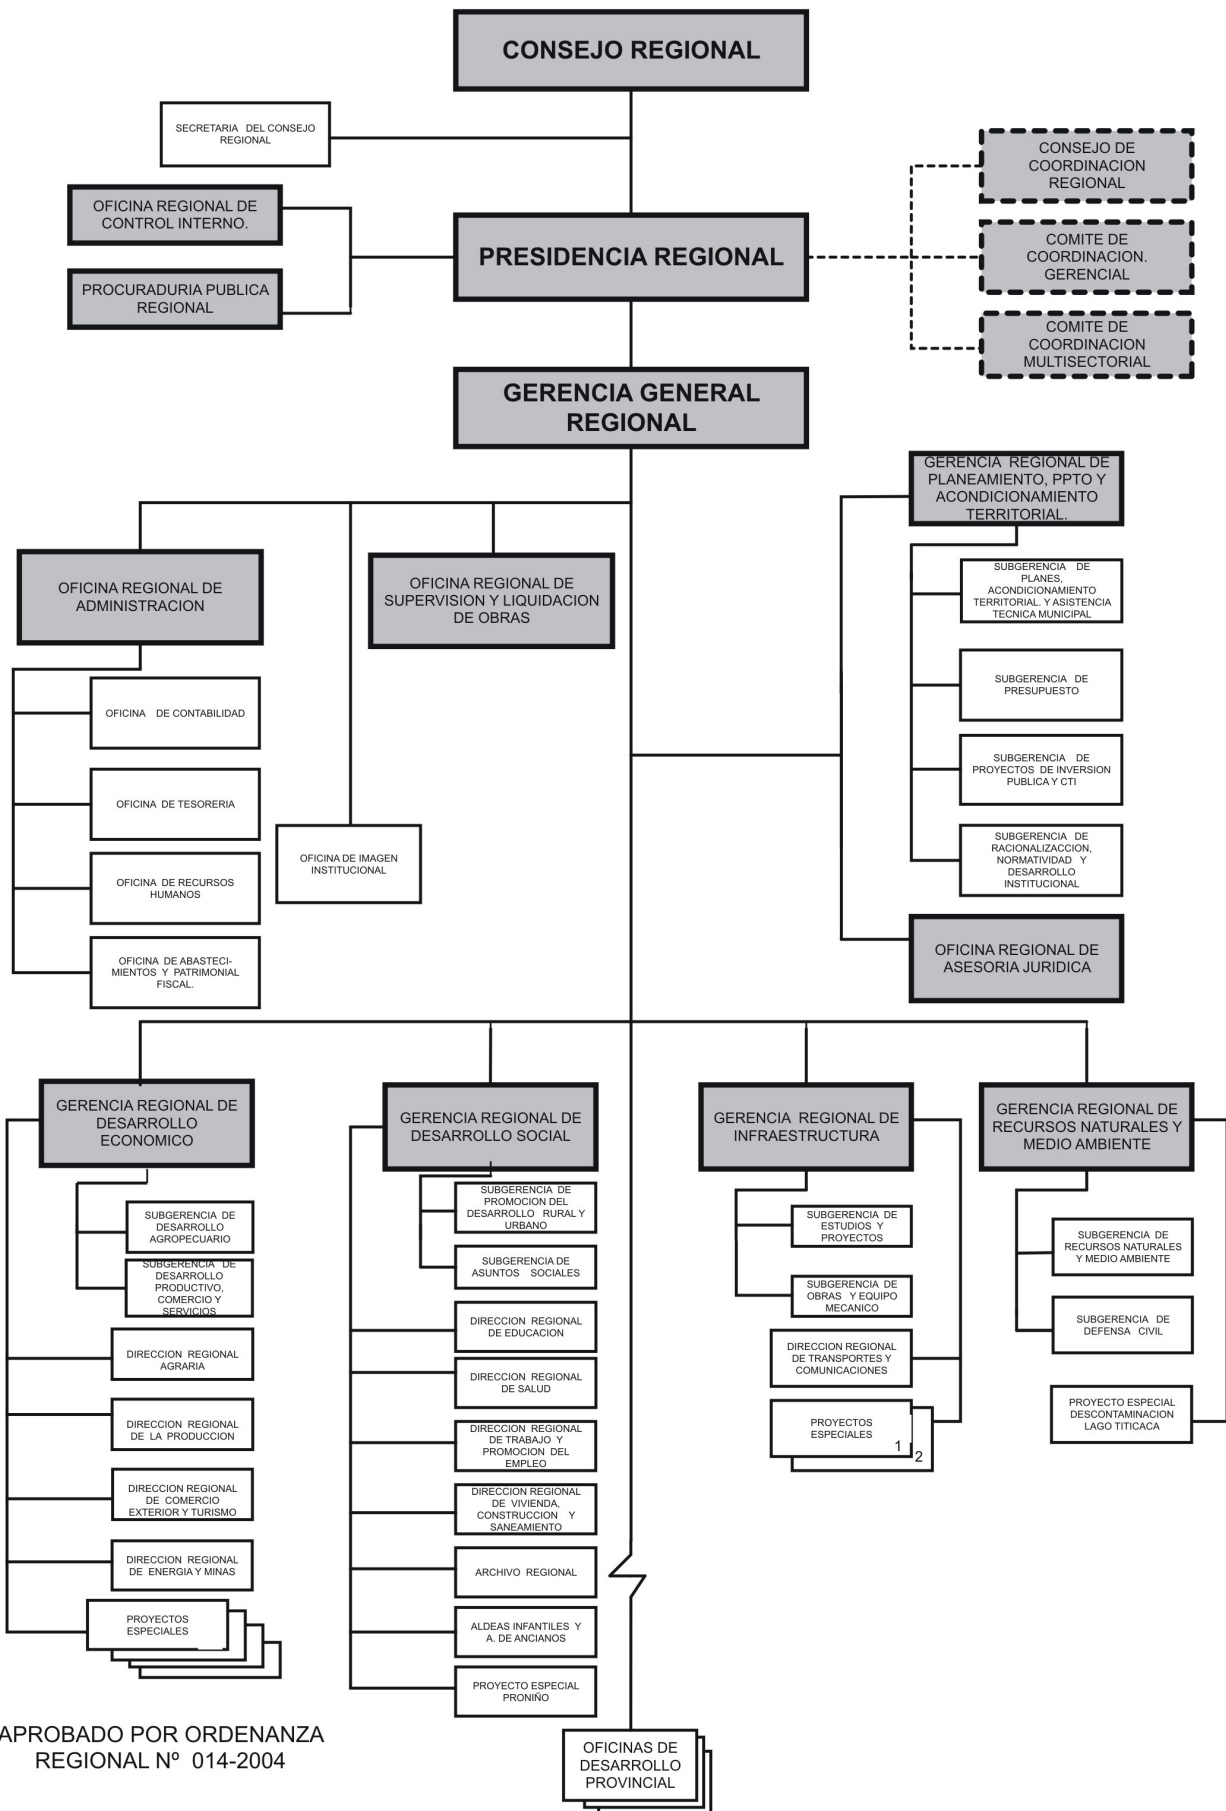 CONSEJO REGIONAL
SECRETARIA DEL CONSEJO
REGIONAL
CONSEJO DE
COORDINACION
REGIONAL
OFICINA REGIONAL DE
CONTROL INTERNO.
PRESIDENCIA REGIONAL
COMITE DE
COORDINACION.
GERENCIAL
PROCURADURIA PUBLICA
REGIONAL
COMITE DE
COORDINACION
MULTISECTORIAL
GERENCIA GENERAL
REGIONAL
GERENCIA REGIONAL DE
PLANEAMIENTO, PPTO Y
ACONDICIONAMIENTO
TERRITORIAL.
OFICINA REGIONAL DE
ADMINISTRACION
OFICINA REGIONAL DE
SUPERVISION Y LIQUIDACION
DE OBRAS
SUBGERENCIA DE
PLANES,
ACONDICIONAMIENTO
TERRITORIAL. Y ASISTENCIA
TECNICA MUNICIPAL
SUBGERENCIA DE
PRESUPUESTO
SUBGERENCIA DE
PROYECTOS DE INVERSION
PUBLICA Y CTI
SUBGERENCIA DE
RACIONALIZACCION,
NORMATIVIDAD Y
DESARROLLO
INSTITUCIONAL
OFICINA DE CONTABILIDAD
OFICINA DE TESORERIA
OFICINA DE RECURSOS
HUMANOS
OFICINA DE ABASTECI-
MIENTOS Y PATRIMONIAL
FISCAL.
OFICINA DE IMAGEN
INSTITUCIONAL
OFICINA REGIONAL DE
ASESORIA JURIDICA
GERENCIA REGIONAL DE
DESARROLLO
ECONOMICO
SUBGERENCIA DE
DESARROLLO
AGROPECUARIO
SUBGERENCIA DE
DESARROLLO
PRODUCTIVO,
COMERCIO Y
SERVICIOS
DIRECCION REGIONAL
AGRARIA
DIRECCION REGIONAL
DE LA PRODUCCION
DIRECCION REGIONAL
DE COMERCIO
EXTERIOR Y TURISMO
DIRECCION REGIONAL
DE ENERGIA Y MINAS
PROYECTOS
ESPECIALES
GERENCIA REGIONAL DE
DESARROLLO SOCIAL
SUBGERENCIA DE
PROMOCION DEL
DESARROLLO RURAL Y
URBANO
SUBGERENCIA DE
ASUNTOS SOCIALES
DIRECCION REGIONAL
DE EDUCACION
DIRECCION REGIONAL
DE SALUD
DIRECCION REGIONAL
DE TRABAJO Y
PROMOCION DEL
EMPLEO
DIRECCION REGIONAL
DE VIVIENDA,
CONSTRUCCION Y
SANEAMIENTO
ARCHIVO REGIONAL
ALDEAS INFANTILES Y
A. DE ANCIANOS
PROYECTO ESPECIAL
PRONIÑO
GERENCIA REGIONAL DE
INFRAESTRUCTURA
SUBGERENCIA DE
ESTUDIOS Y
PROYECTOS
SUBGERENCIA DE
OBRAS Y EQUIPO
MECANICO
DIRECCION REGIONAL
DE TRANSPORTES Y
COMUNICACIONES
PROYECTOS
ESPECIALES
1
2
GERENCIA REGIONAL DE
RECURSOS NATURALES Y
MEDIO AMBIENTE
SUBGERENCIA DE
RECURSOS NATURALES
Y MEDIO AMBIENTE
SUBGERENCIA DE
DEFENSA CIVIL
PROYECTO ESPECIAL
DESCONTAMINACION
LAGO TITICACA
APROBADO POR ORDENANZA
REGIONAL Nº 014-2004
OFICINAS DE
DESARROLLO
PROVINCIAL